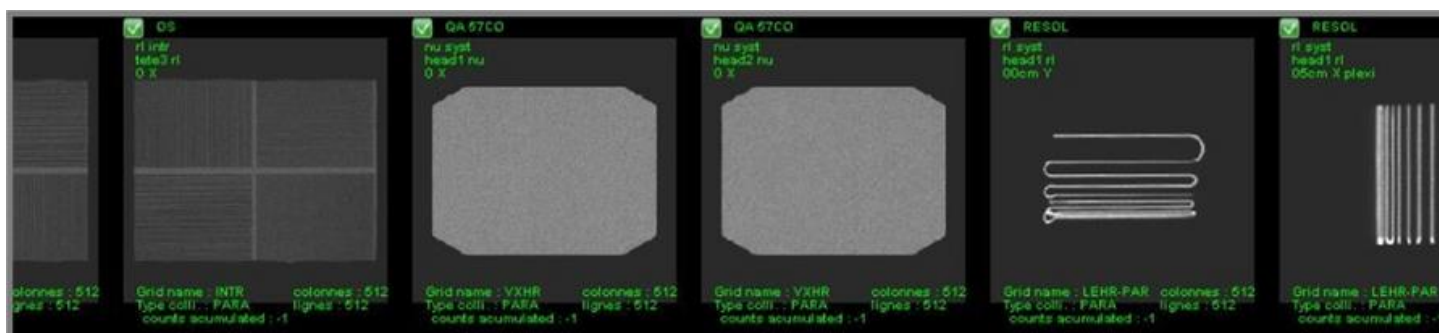 OS
rl intr
tete3 rl
0 X
QA 57CO
nu syst
head1 nu
0 X
QA 57CO
nu syst
head2 nu
0 X
RESOL
rl syst
head1 rl
00cm Y
RESOL
rl syst
head1 rl
05cm X plexi
olonnes : 512
gnes : 512
Grid name : INTR colonnes : 512
Type colli. : PARA lignes : 512
counts acumulated : -1
Grid name : VXHR colonnes : 512
Type colli. : PARA lignes : 512
counts acumulated : -1
Grid name : VXHR colonnes : 512
Type colli. : PARA lignes : 512
counts acumulated : -1
Grid name : LEHR-PAR colonnes : 512
Type colli. : PARA lignes : 512
counts acumulated : -1
Grid name : LEHR-PAR
Type colli. : PARA
counts acumulated : -